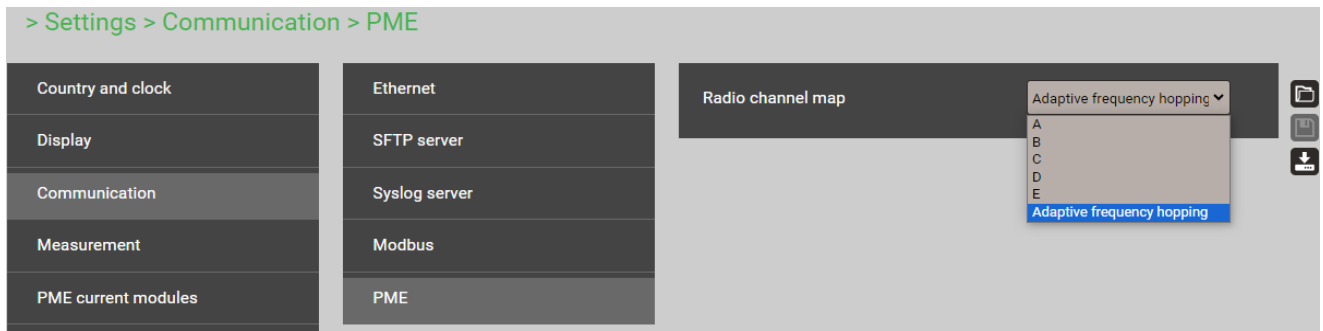 > Settings > Communication > PME
Country and clock
Display
Communication
Measurement
PME current modules
Ethernet
SFTP server
Syslog server
Modbus
PME
Radio channel map
Adaptive frequency hopping
A
B
C
D
E
Adaptive frequency hopping